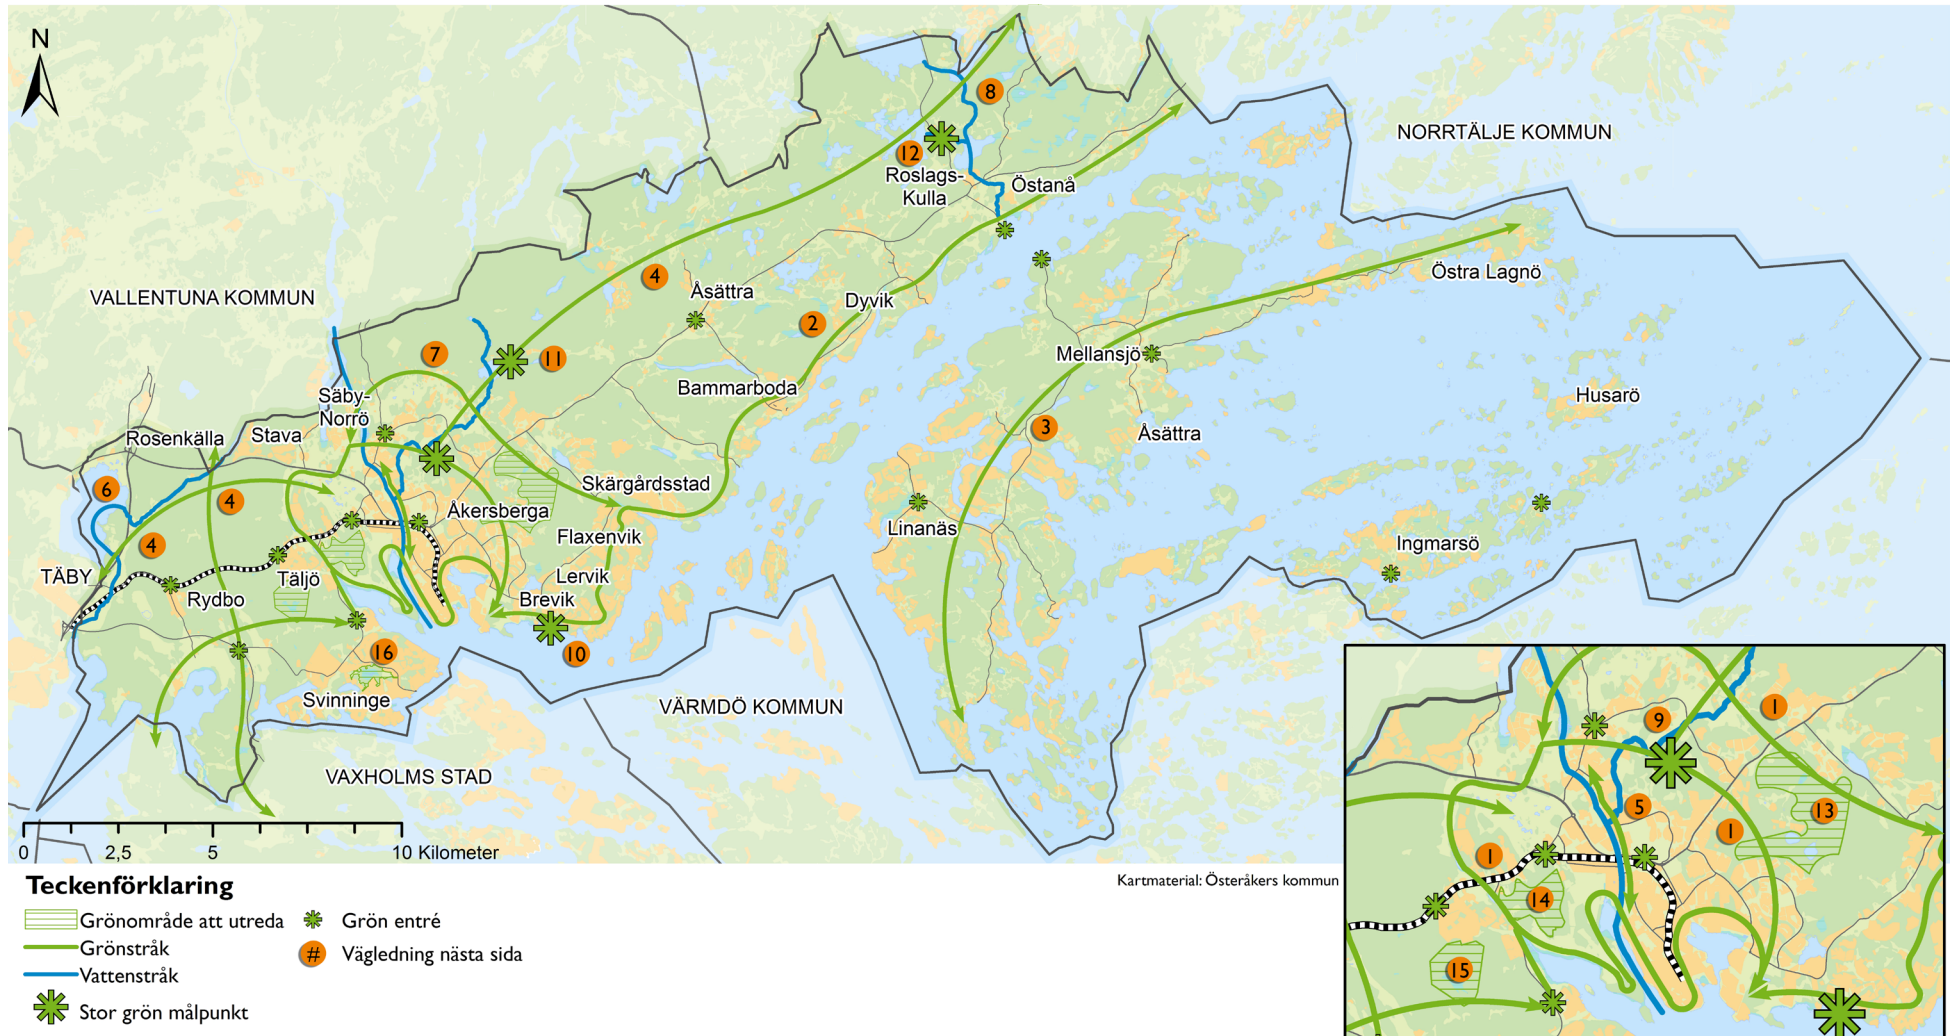 N
8
NORRTÄLJE KOMMUN
12
Roslags-
Kulla
Östanå
4
Åsättra
Östra Lagnö
VALLENTUNA KOMMUN
Dyvik
2
7
11
Mellansjö
Bammarboda
Husarö
Säby-
Norrö
3
Åsättra
Rosenkälla
Stava
6
4
Skärgårdsstad
Åkersberga
Linanäs
4
Flaxenvik
Ingmarsö
TÄBY
Täljö
Lervik
Rydbo
Brevik
16
10
Svinninge
VÄRMDÖ KOMMUN
VAXHOLMS STAD
0
2,5
5
10 Kilometer
Kartmaterial: Österåkers kommun
Teckenförklaring
Grönområde att utreda
Grönstråk
Vattenstråk
Stor grön målpunkt
Grön entré
# Vägledning nästa sida
1
9
5
13
1
1
14
15